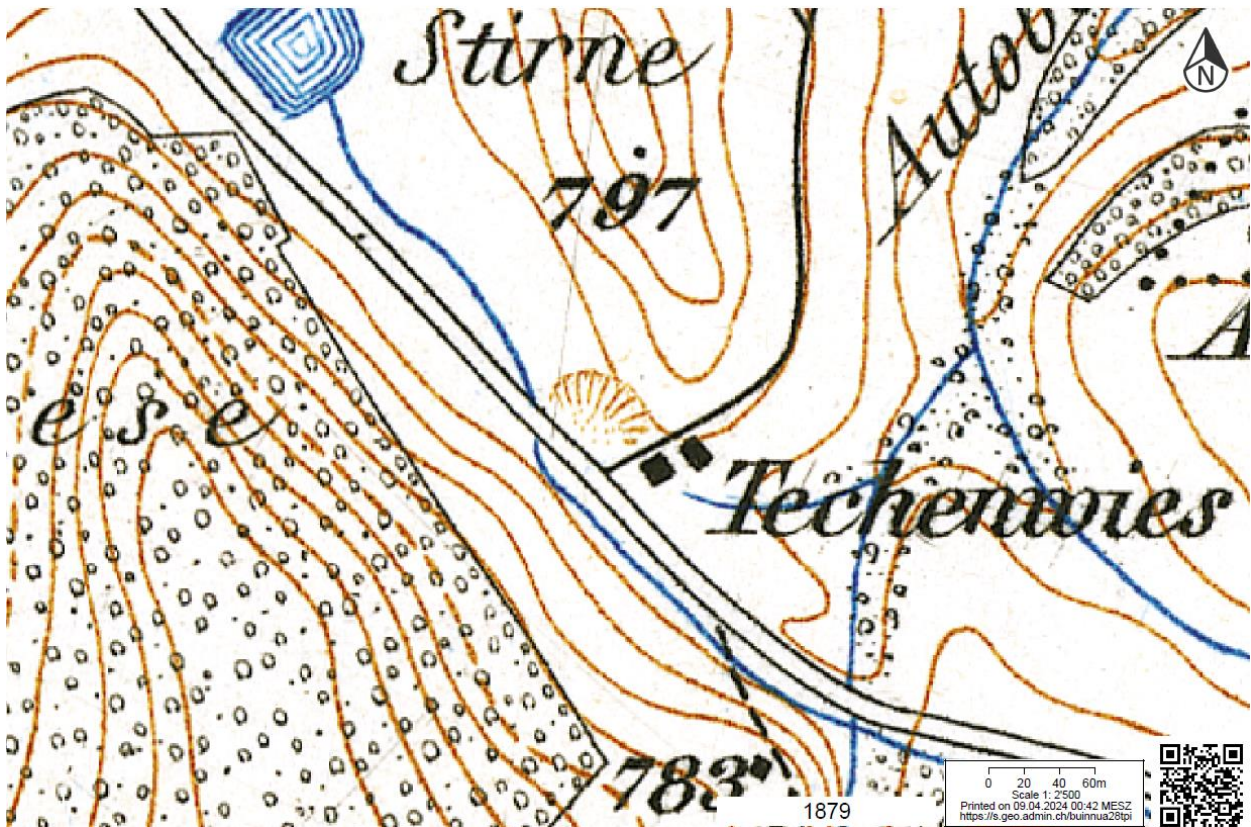 Stirne
Autob
N
797
A
e s e
Techenwies
783
1879
0 20 40 60m
Scale 1: 2'500
Printed on 09.04.2024 00:42 MESZ
https://s.geo.admin.ch/buinnua28tpi